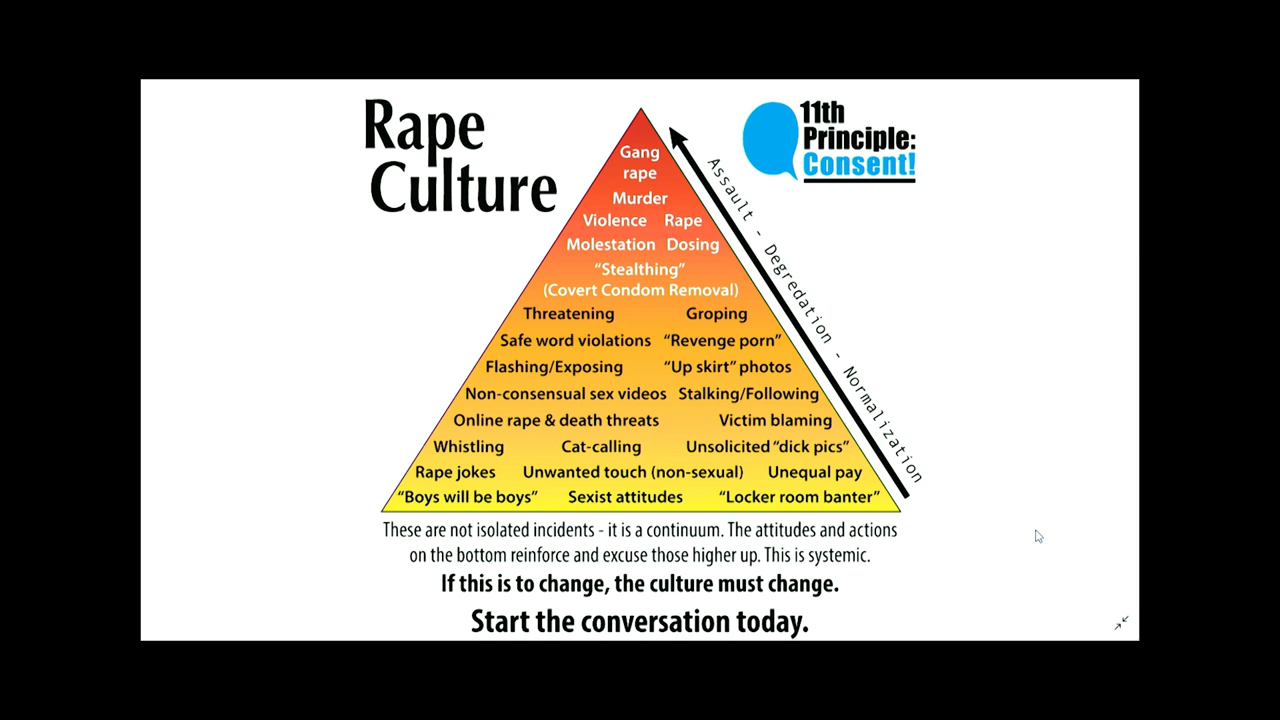 Rape
Culture
11th
Principle:
Consent!
Assault - Degredation - Normalization
Gang
rape
Murder
Violence Rape
Molestation Dosing
“Stealthing”
(Covert Condom Removal)
Threatening Groping
Safe word violations “Revenge porn”
Flashing/Exposing “Up skirt” photos
Non-consensual sex videos Stalking/Following
Online rape & death threats Victim blaming
Whistling Cat-calling Unsolicited “dick pics”
Rape jokes Unwanted touch (non-sexual) Unequal pay
“Boys will be boys” Sexist attitudes “Locker room banter”
These are not isolated incidents - it is a continuum. The attitudes and actions
on the bottom reinforce and excuse those higher up. This is systemic.
If this is to change, the culture must change.
Start the conversation today.